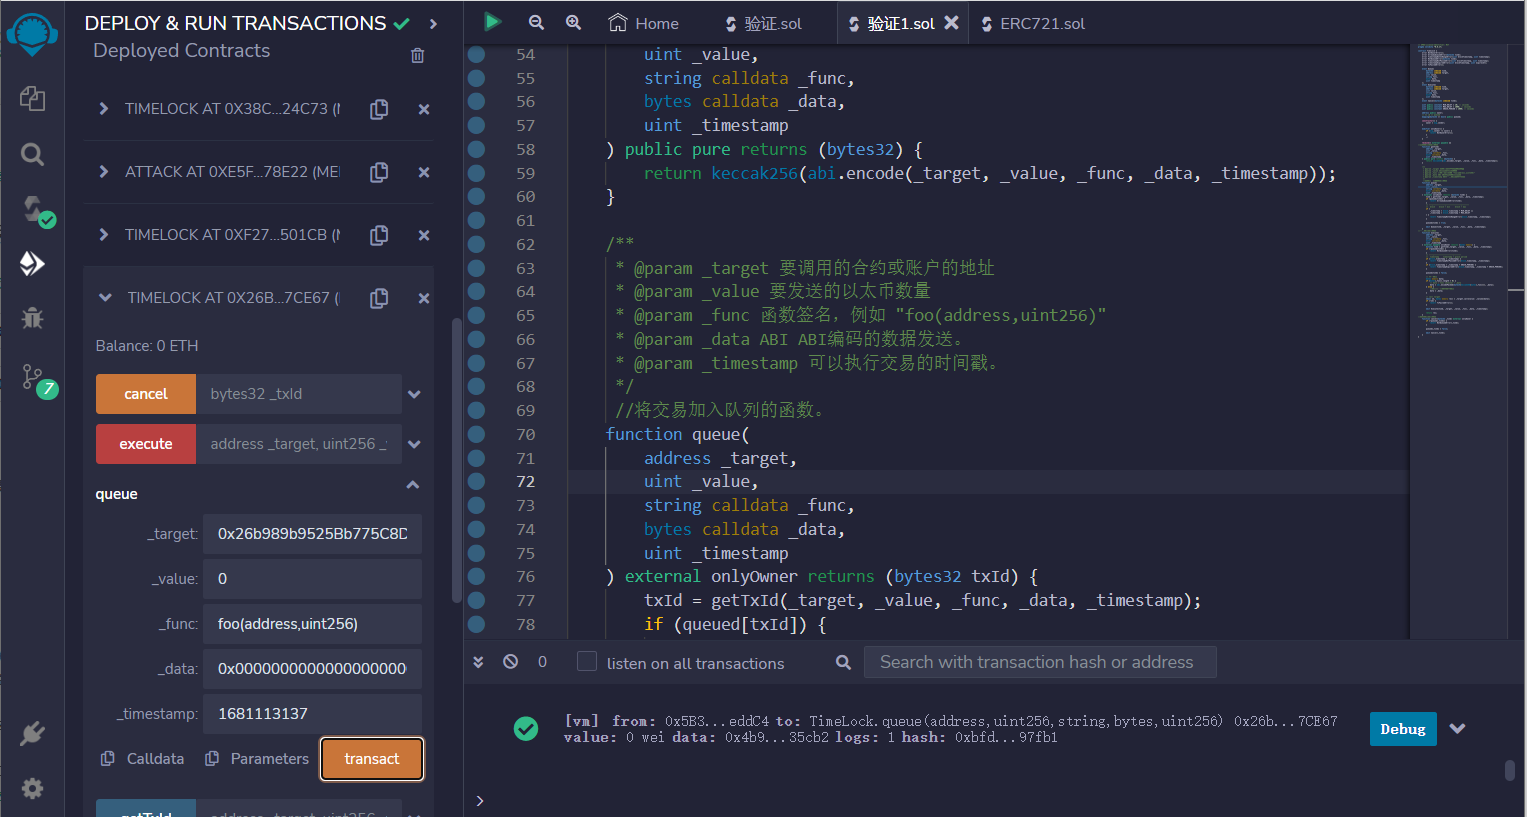 DEPLOY & RUN TRANSACTIONS
Deployed Contracts
TIMELOCK AT 0X38C...24C73 (M
ATTACK AT 0XE5F...78E22 (MEI
TIMELOCK AT 0XF27...501CB (M
TIMELOCK AT 0X26B...7CE67 (I
Balance: 0 ETH
cancel bytes32 _txId
execute address _target, uint256 _
queue
_target: 0x26b989b9525Bb775C8D
_value: 0
_func: foo(address,uint256)
_data: 0x0000000000000000000
_timestamp: 1681113137
Calldata Parameters transact
getTxId address _target, uint256
7
Home 验证.sol 验证1.sol ERC721.sol
54 uint _value,
55 string calldata _func,
56 bytes calldata _data,
57 uint _timestamp
58 ) public pure returns (bytes32) {
59 return keccak256(abi.encode(_target, _value, _func, _data, _timestamp));
60 }
61
62 /**
63 * @param _target 要调用的合约或账户的地址
64 * @param _value 要发送的以太币数量
65 * @param _func 函数签名，例如 "foo(address,uint256)"
66 * @param _data ABI ABI编码的数据发送。
67 * @param _timestamp 可以执行交易的时间戳。
68 */
69 //将交易加入队列的函数。
70 function queue(
71 address _target,
72 uint _value,
73 string calldata _func,
74 bytes calldata _data,
75 uint _timestamp
76 ) external onlyOwner returns (bytes32 txId) {
77 txId = getTxId(_target, _value, _func, _data, _timestamp);
78 if (queued[txId]) {
0 listen on all transactions Search with transaction hash or address
[vm] from: 0x5B3...eddC4 to: TimeLock.queue(address,uint256,string,bytes,uint256) 0x26b...7CE67
value: 0 wei data: 0x4b9...35cb2 logs: 1 hash: 0xbfd...97fb1
Debug
>